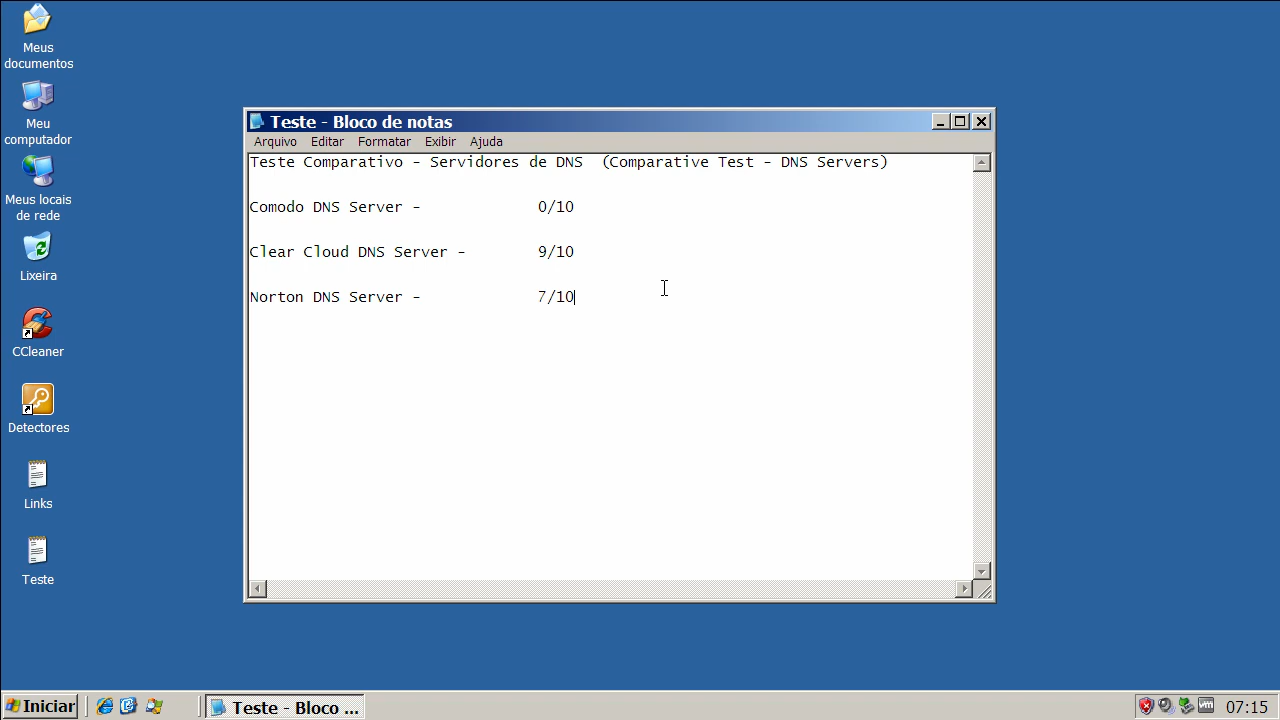 Meus
documentos
Meu
computador
Meus locais
de rede
Lixeira
CCleaner
Detectores
Links
Teste
Teste - Bloco de notas
Arquivo Editar Formatar Exibir Ajuda
Teste Comparativo - Servidores de DNS (Comparative Test - DNS Servers)
Comodo DNS Server - 0/10
Clear Cloud DNS Server - 9/10
Norton DNS Server - 7/10
Iniciar
Teste - Bloco ...
vm
07:15